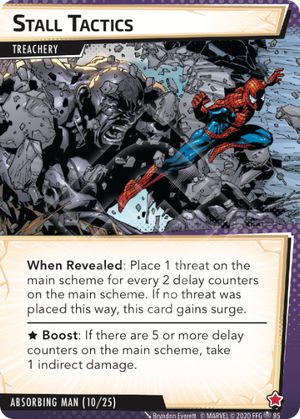 Stall Tactics
TREACHERY
When Revealed: Place 1 threat on
the main scheme for every 2 delay counters
on the main scheme. If no threat was
placed this way, this card gains surge.
★ Boost: If there are 5 or more delay
counters on the main scheme, take
1 indirect damage.
ABSORBING MAN (10/25)
Bryndon Everett © MARVEL © 2020 FFG 85